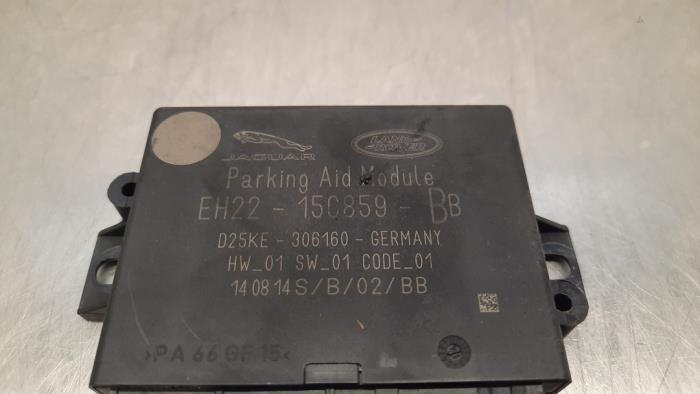 JAGUAR
LAND ROVER
Parking Aid Module
EH22 - 15C859 - BB
D25KE - 306160 - GERMANY
HW_01 SW_01 CODE_01
140814S/B/02/BB
>PA 66 GF 15<